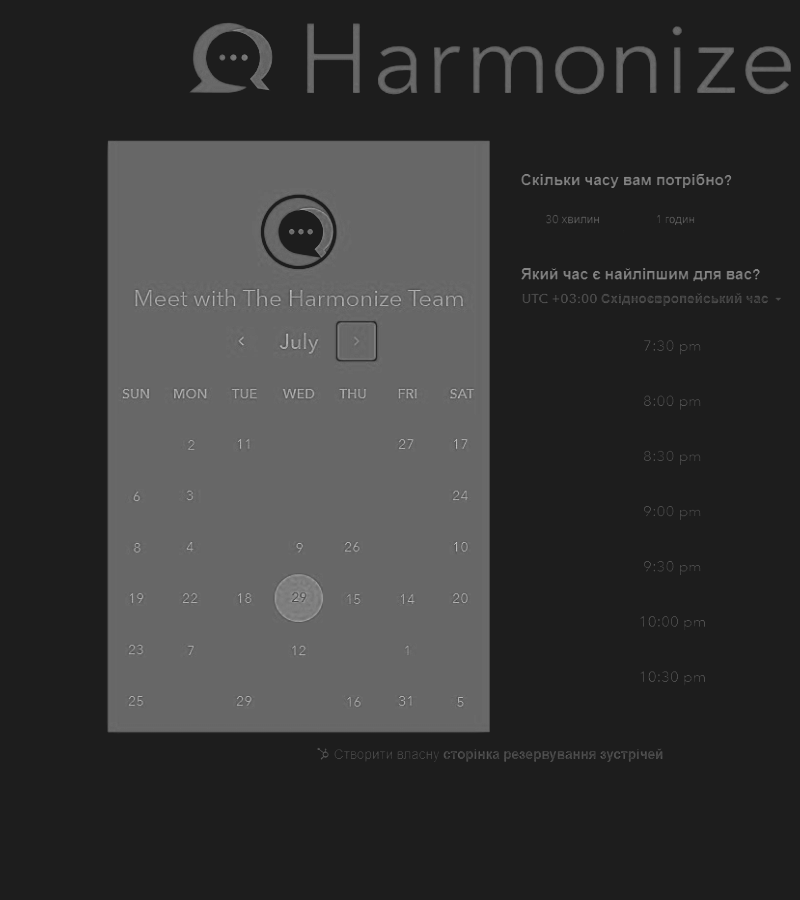 Harmonize
Meet with The Harmonize Team
July
SUN MON TUE WED THU FRI SAT
2 11 27 17
6 3 24
8 4 9 26 10
19 22 18 29 15 14 20
23 7 12 1
25 29 16 31 5
Скільки часу вам потрібно?
30 хвилин 1 годин
Який час є найліпшим для вас?
UTC +03:00 Східноєвропейський час
7:30 pm
8:00 pm
8:30 pm
9:00 pm
9:30 pm
10:00 pm
10:30 pm
Створити власну сторінка резервування зустрічей